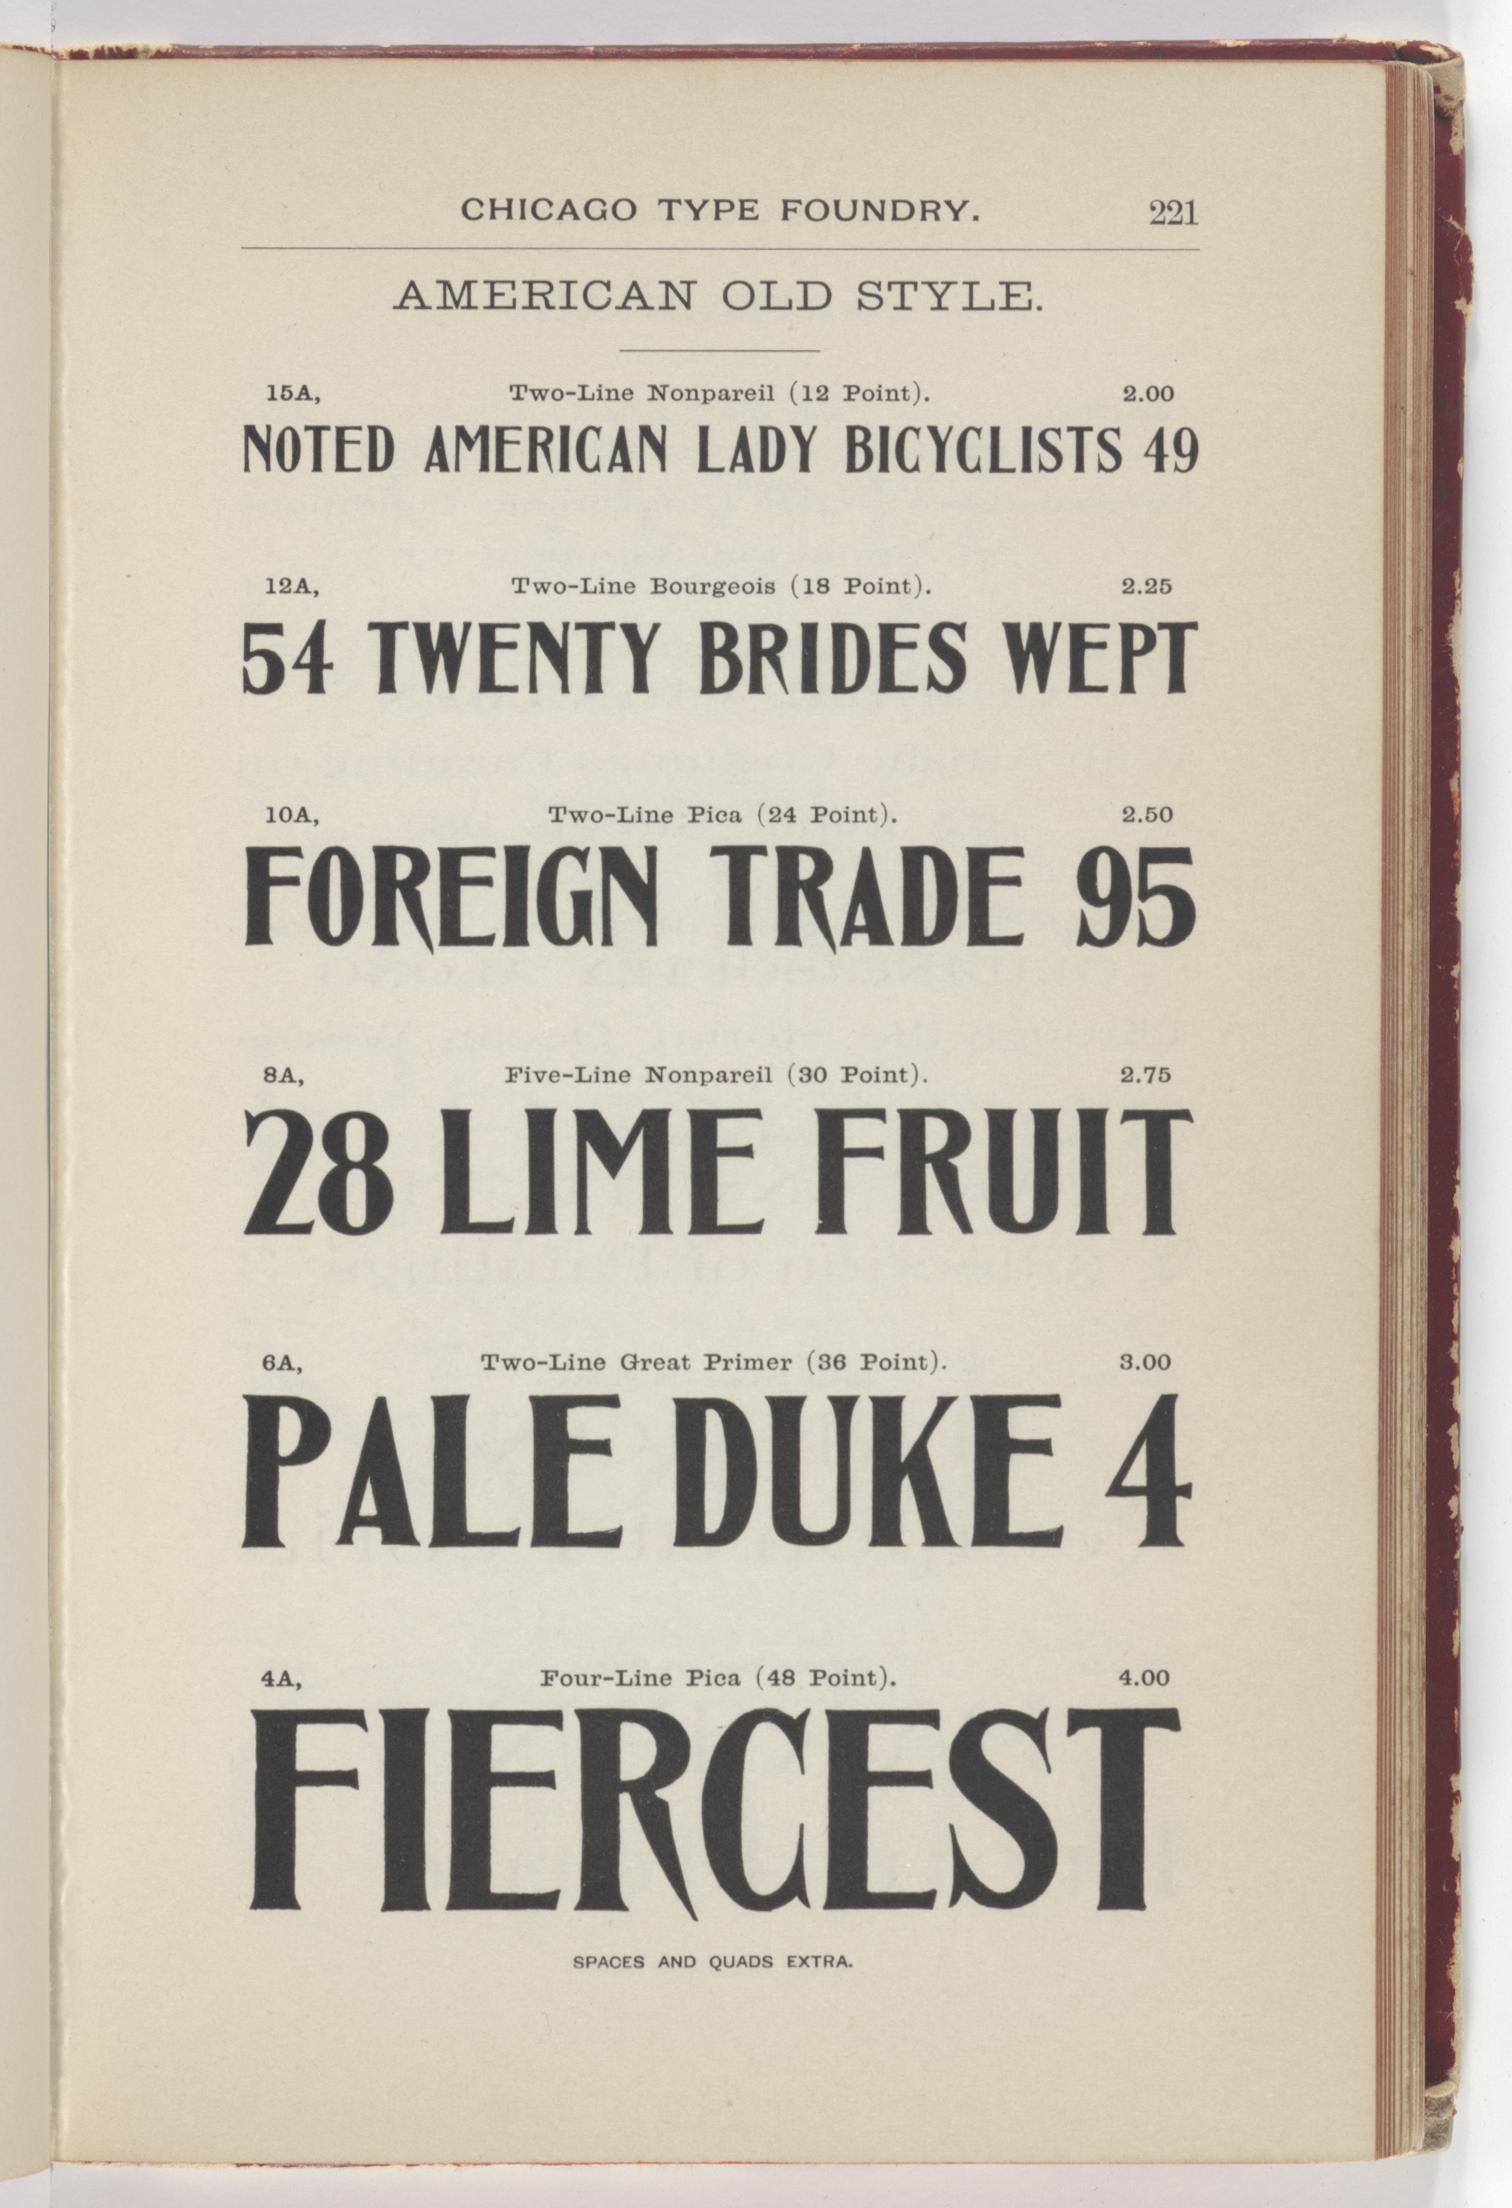 CHICAGO TYPE FOUNDRY. 221
AMERICAN OLD STYLE.
15A, Two-Line Nonpareil (12 Point). 2.00
NOTED AMERICAN LADY BICYCLISTS 49
12A, Two-Line Bourgeois (18 Point). 2.25
54 TWENTY BRIDES WEPT
10A, Two-Line Pica (24 Point). 2.50
FOREIGN TRADE 95
8A, Five-Line Nonpareil (30 Point). 2.75
28 LIME FRUIT
6A, Two-Line Great Primer (36 Point). 3.00
PALE DUKE 4
4A, Four-Line Pica (48 Point). 4.00
FIERCEST
SPACES AND QUADS EXTRA.